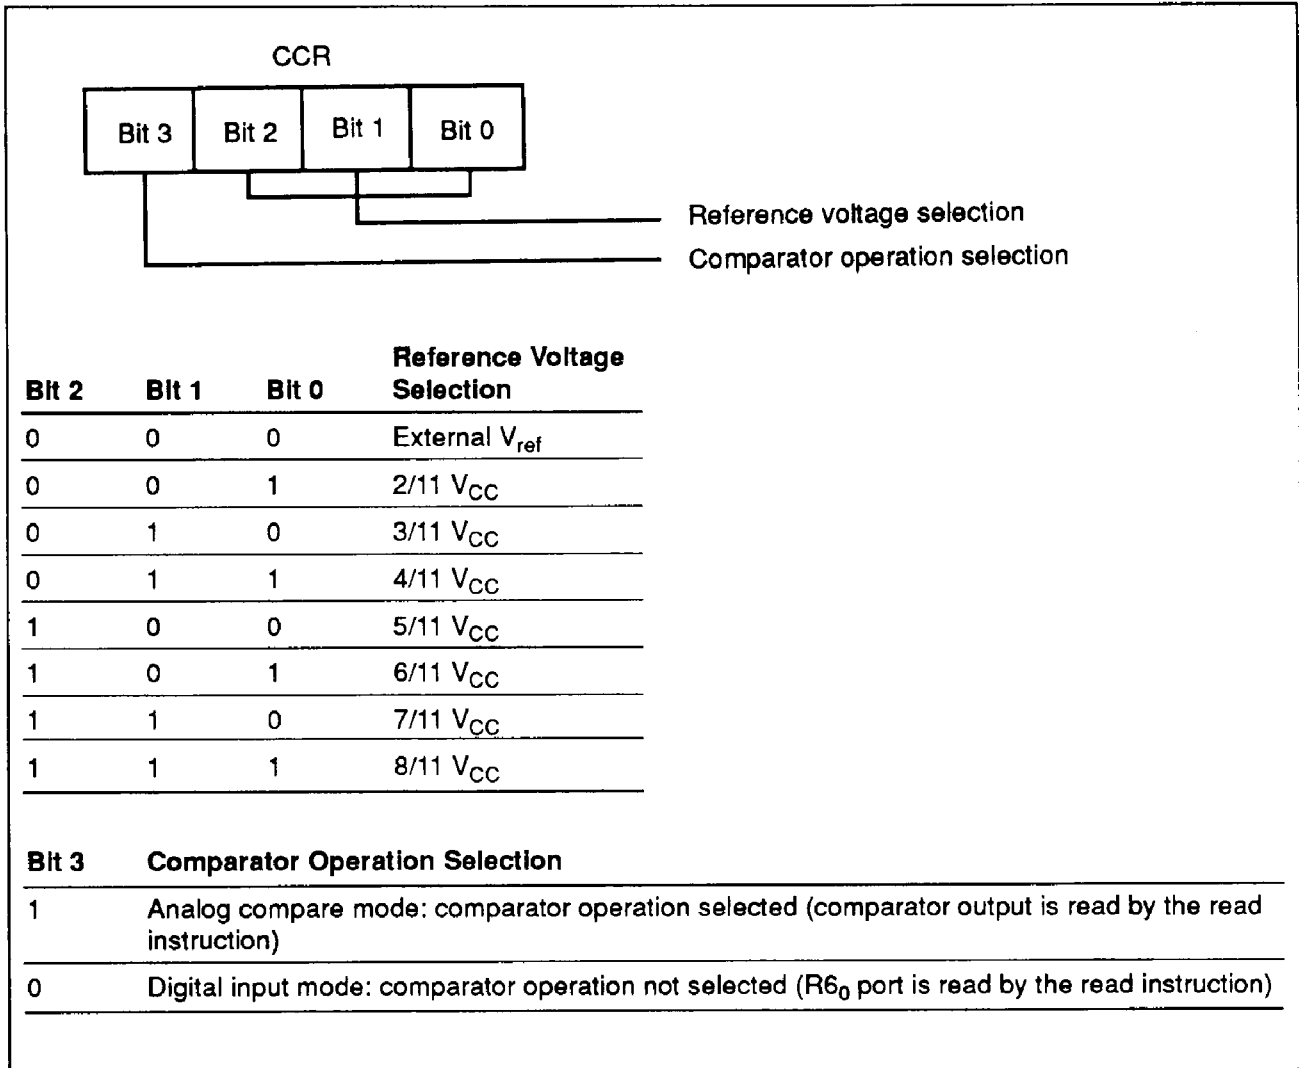 CCR
Bit 3 Bit 2 Bit 1 Bit 0
Reference voltage selection
Comparator operation selection
Bit 2 Bit 1 Bit 0 Reference Voltage Selection
0 0 0 External Vref
0 0 1 2/11 VCC
0 1 0 3/11 VCC
0 1 1 4/11 VCC
1 0 0 5/11 VCC
1 0 1 6/11 VCC
1 1 0 7/11 VCC
1 1 1 8/11 VCC
Bit 3 Comparator Operation Selection
1 Analog compare mode: comparator operation selected (comparator output is read by the read
instruction)
0 Digital input mode: comparator operation not selected (R60 port is read by the read instruction)